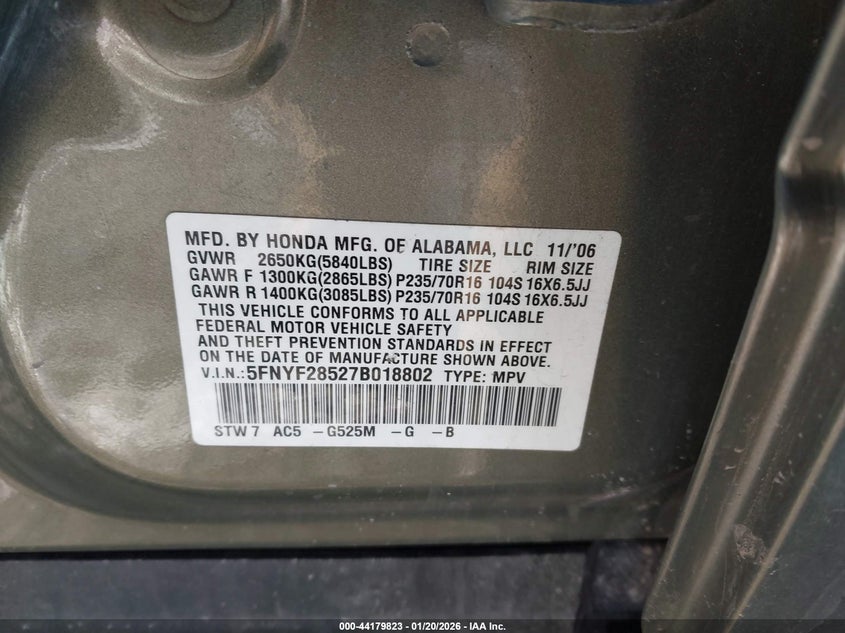 MFD. BY HONDA MFG. OF ALABAMA, LLC 11/'06
GVWR 2650KG(5840LBS) TIRE SIZE RIM SIZE
GAWR F 1300KG(2865LBS) P235/70R16 104S 16X6.5JJ
GAWR R 1400KG(3085LBS) P235/70R16 104S 16X6.5JJ
THIS VEHICLE CONFORMS TO ALL APPLICABLE
FEDERAL MOTOR VEHICLE SAFETY
AND THEFT PREVENTION STANDARDS IN EFFECT
ON THE DATE OF MANUFACTURE SHOWN ABOVE.
V.I.N.: 5FNYF28527B018802 TYPE: MPV
STW7 AC5 -G525M -G -B
000-44179823 - 01/20/2026 - IAA Inc.